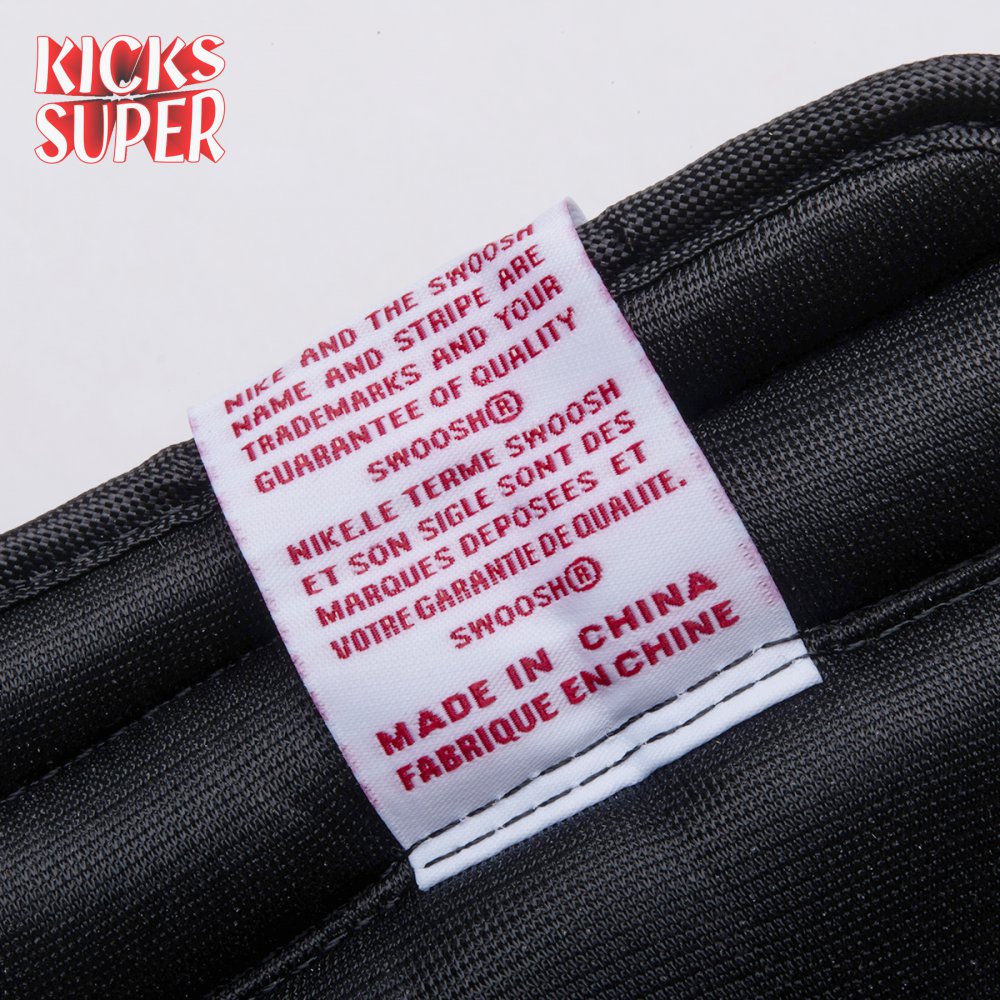 KICKS
SUPER
NIKE AND THE SWOOSH
NAME AND STRIPE ARE
TRADEMARKS AND YOUR
GUARANTEE OF QUALITY
SWOOSH®
NIKE.LE TERME SWOOSH
ET SON SIGLE SONT DES
MARQUES DEPOSEES ET
VOTRE GARANTIE DE QUALITE.
SWOOSH®
MADE IN CHINA
FABRIQUE EN CHINE